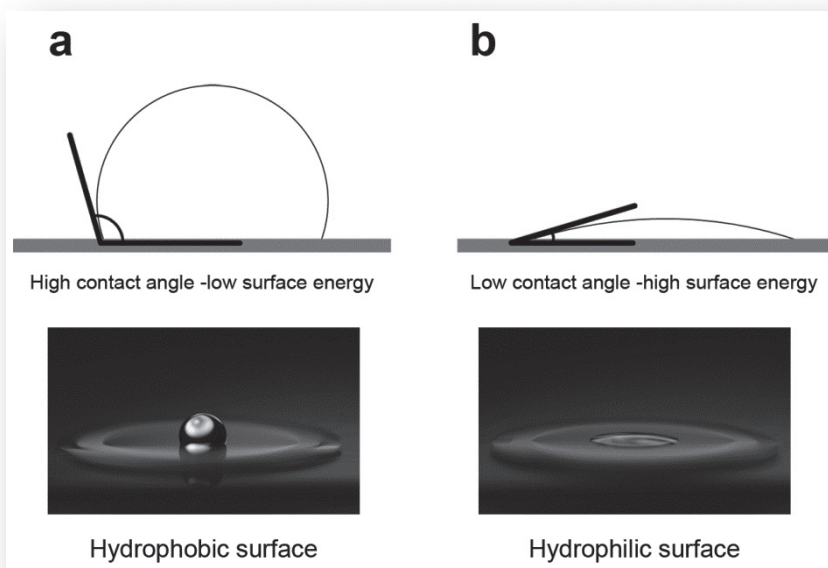 a
b
High contact angle -low surface energy
Low contact angle -high surface energy
Hydrophobic surface
Hydrophilic surface